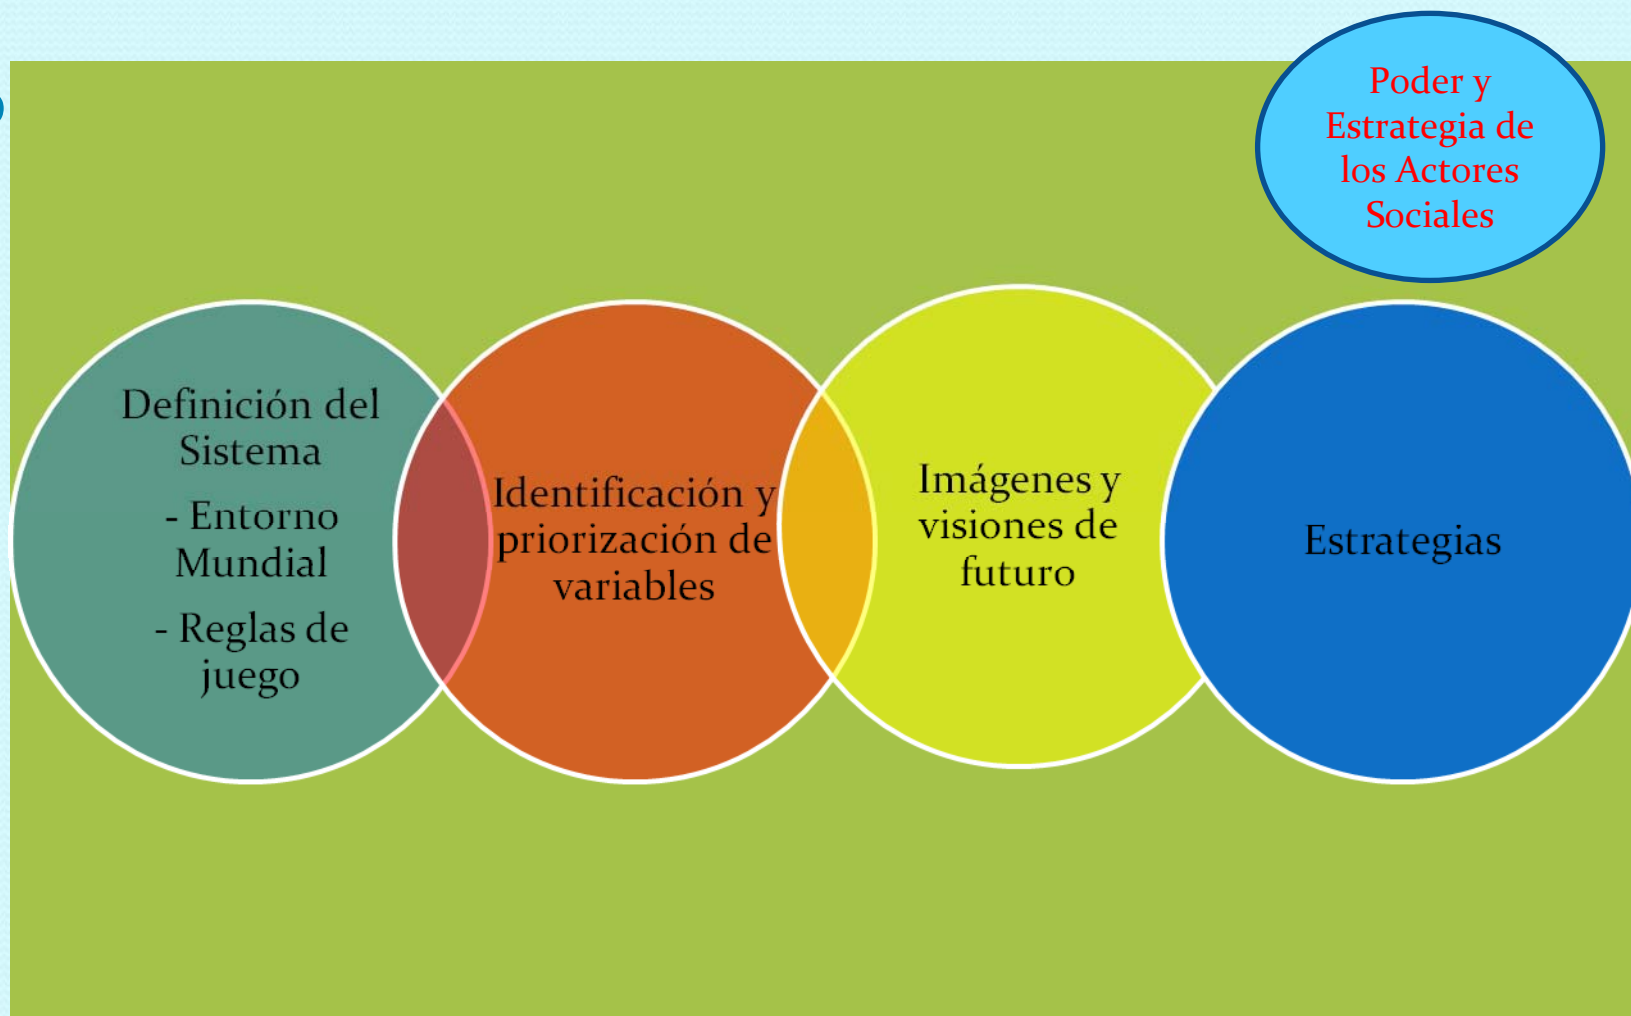 Poder y
Estrategia de
los Actores
Sociales
Definición del
Sistema
- Entorno
Mundial
- Reglas de
juego
Identificación y
priorización de
variables
Imágenes y
visiones de
futuro
Estrategias